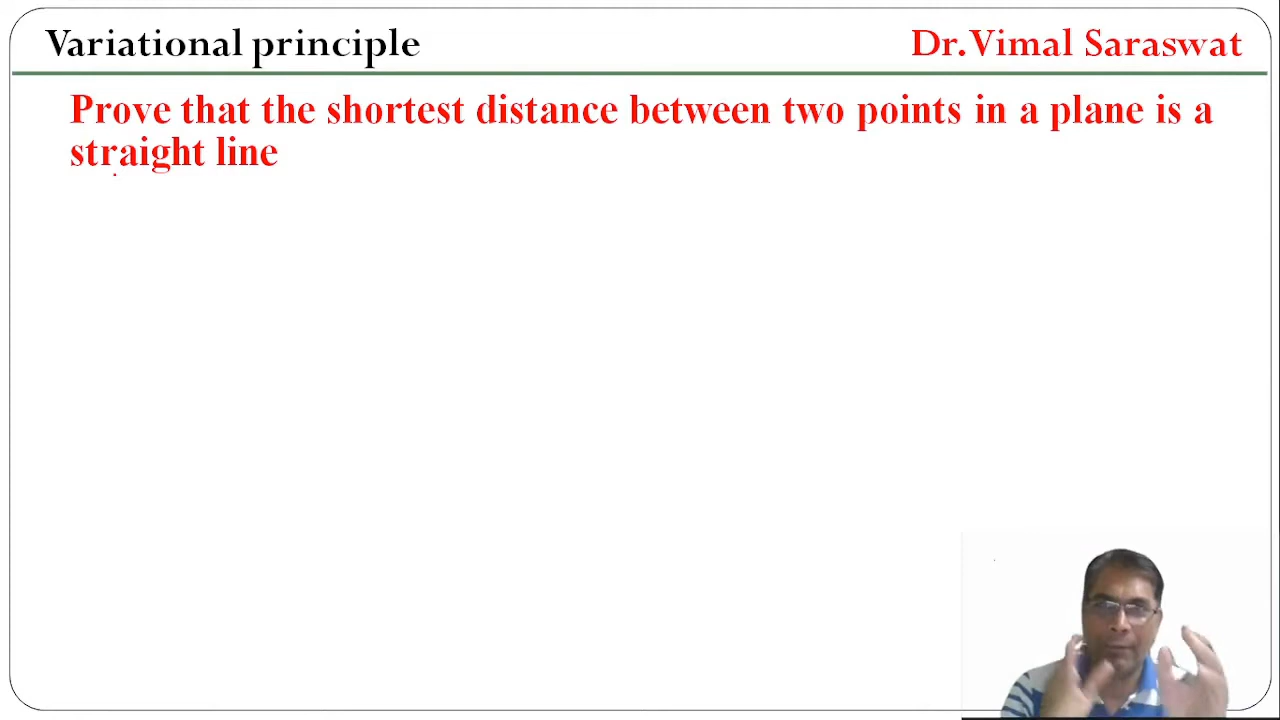 Variational principle
Dr.Vimal Saraswat
Prove that the shortest distance between two points in a plane is a
straight line